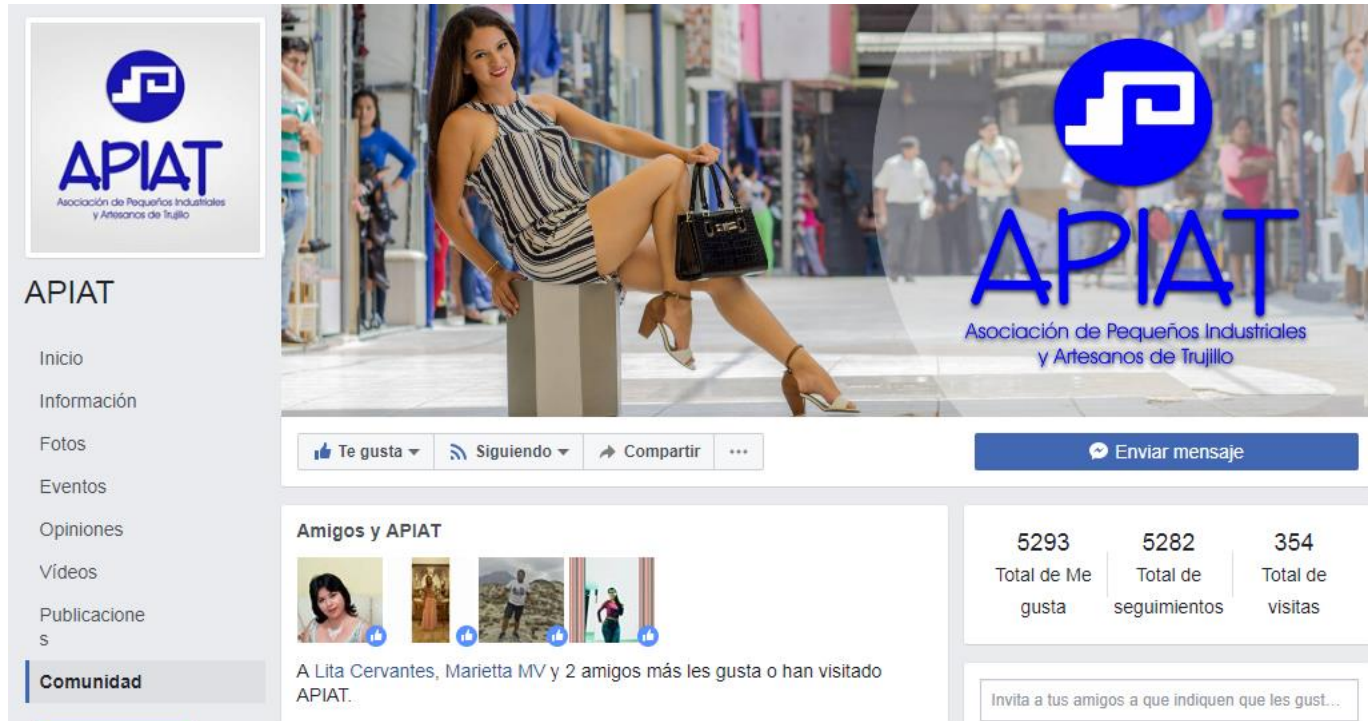 APIAT
Asociación de Pequeños Industriales
y Artesanos de Trujillo
APIAT
Inicio
Información
Fotos
Eventos
Opiniones
Vídeos
Publicacione
s
Comunidad
APIAT
Asociación de Pequeños Industriales
y Artesanos de Trujillo
Te gusta
Siguiendo
Compartir
Enviar mensaje
Amigos y APIAT
A Lita Cervantes, Marietta MV y 2 amigos más les gusta o han visitado
APIAT.
5293
Total de Me
gusta
5282
Total de
seguimientos
354
Total de
visitas
Invita a tus amigos a que indiquen que les gust...